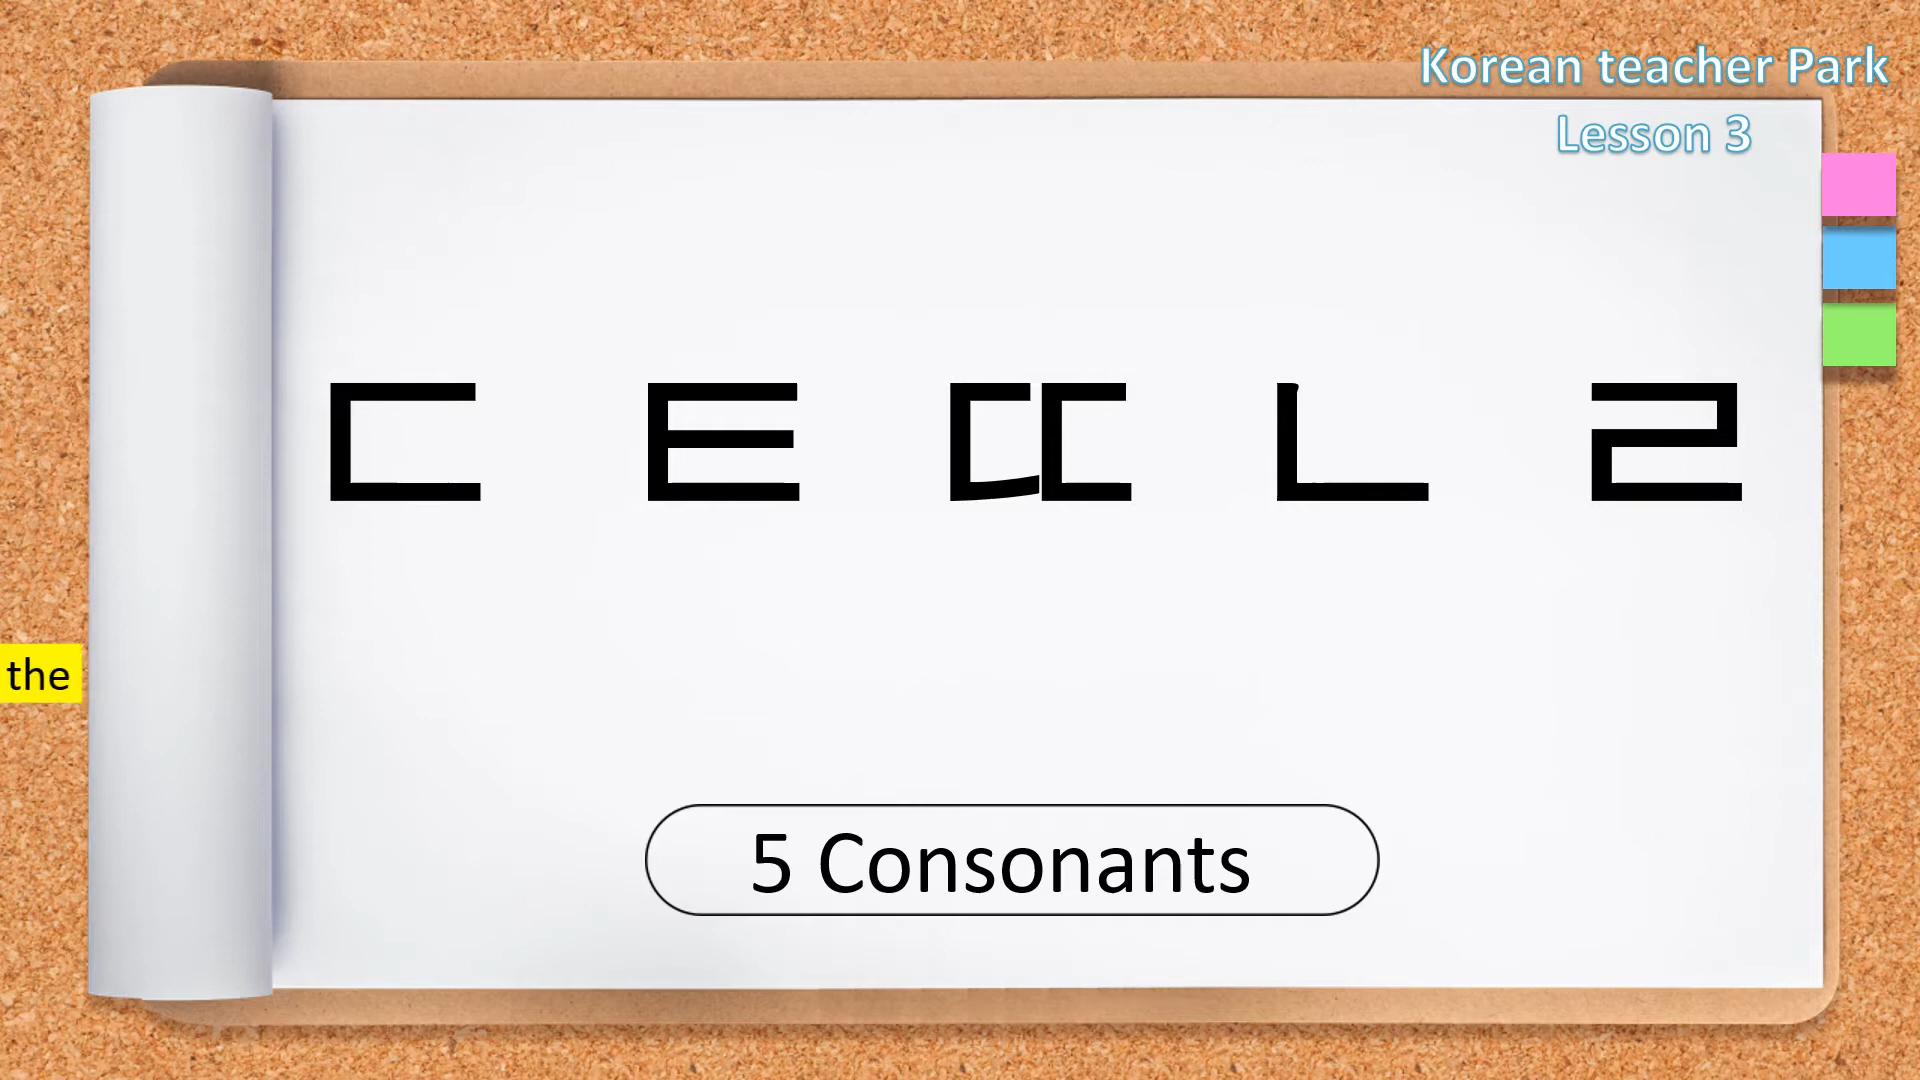 Korean teacher Park
Lesson 3
ㄷ ㅌ ㄸ ㄴ ㄹ
the
5 Consonants